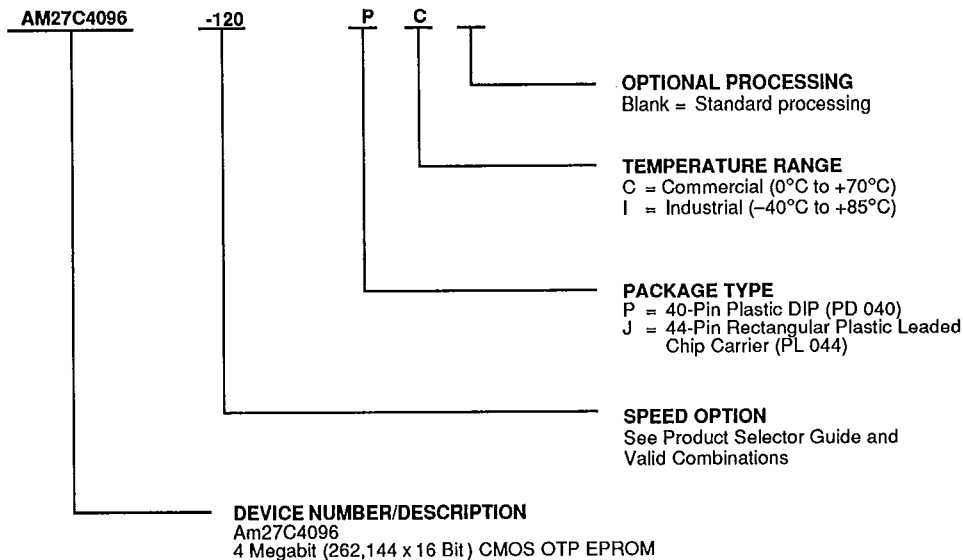 AM27C4096 -120 P C
OPTIONAL PROCESSING
Blank = Standard processing
TEMPERATURE RANGE
C = Commercial (0°C to +70°C)
I = Industrial (–40°C to +85°C)
PACKAGE TYPE
P = 40-Pin Plastic DIP (PD 040)
J = 44-Pin Rectangular Plastic Leaded
Chip Carrier (PL 044)
SPEED OPTION
See Product Selector Guide and
Valid Combinations
DEVICE NUMBER/DESCRIPTION
Am27C4096
4 Megabit (262,144 x 16 Bit) CMOS OTP EPROM